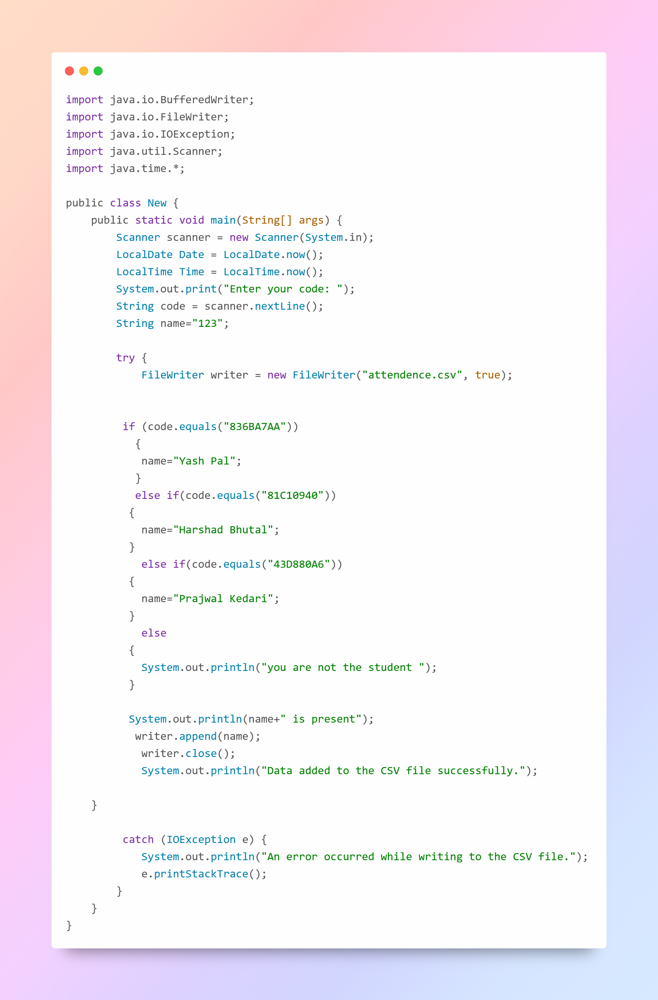 import java.io.BufferedWriter;
import java.io.FileWriter;
import java.io.IOException;
import java.util.Scanner;
import java.time.*;

public class New {
    public static void main(String[] args) {
        Scanner scanner = new Scanner(System.in);
        LocalDate Date = LocalDate.now();
        LocalTime Time = LocalTime.now();
        System.out.print("Enter your code: ");
        String code = scanner.nextLine();
        String name="123";

        try {
            FileWriter writer = new FileWriter("attendence.csv", true);


         if (code.equals("836BA7AA"))
           {
            name="Yash Pal";
           }
           else if(code.equals("81C10940"))
          {
            name="Harshad Bhutal";
          }
            else if(code.equals("43D880A6"))
          {
            name="Prajwal Kedari";
          }
            else
          {
            System.out.println("you are not the student ");
          }

          System.out.println(name+" is present");
           writer.append(name);
            writer.close();
            System.out.println("Data added to the CSV file successfully.");

    }

         catch (IOException e) {
            System.out.println("An error occurred while writing to the CSV file.");
            e.printStackTrace();
        }
    }
}